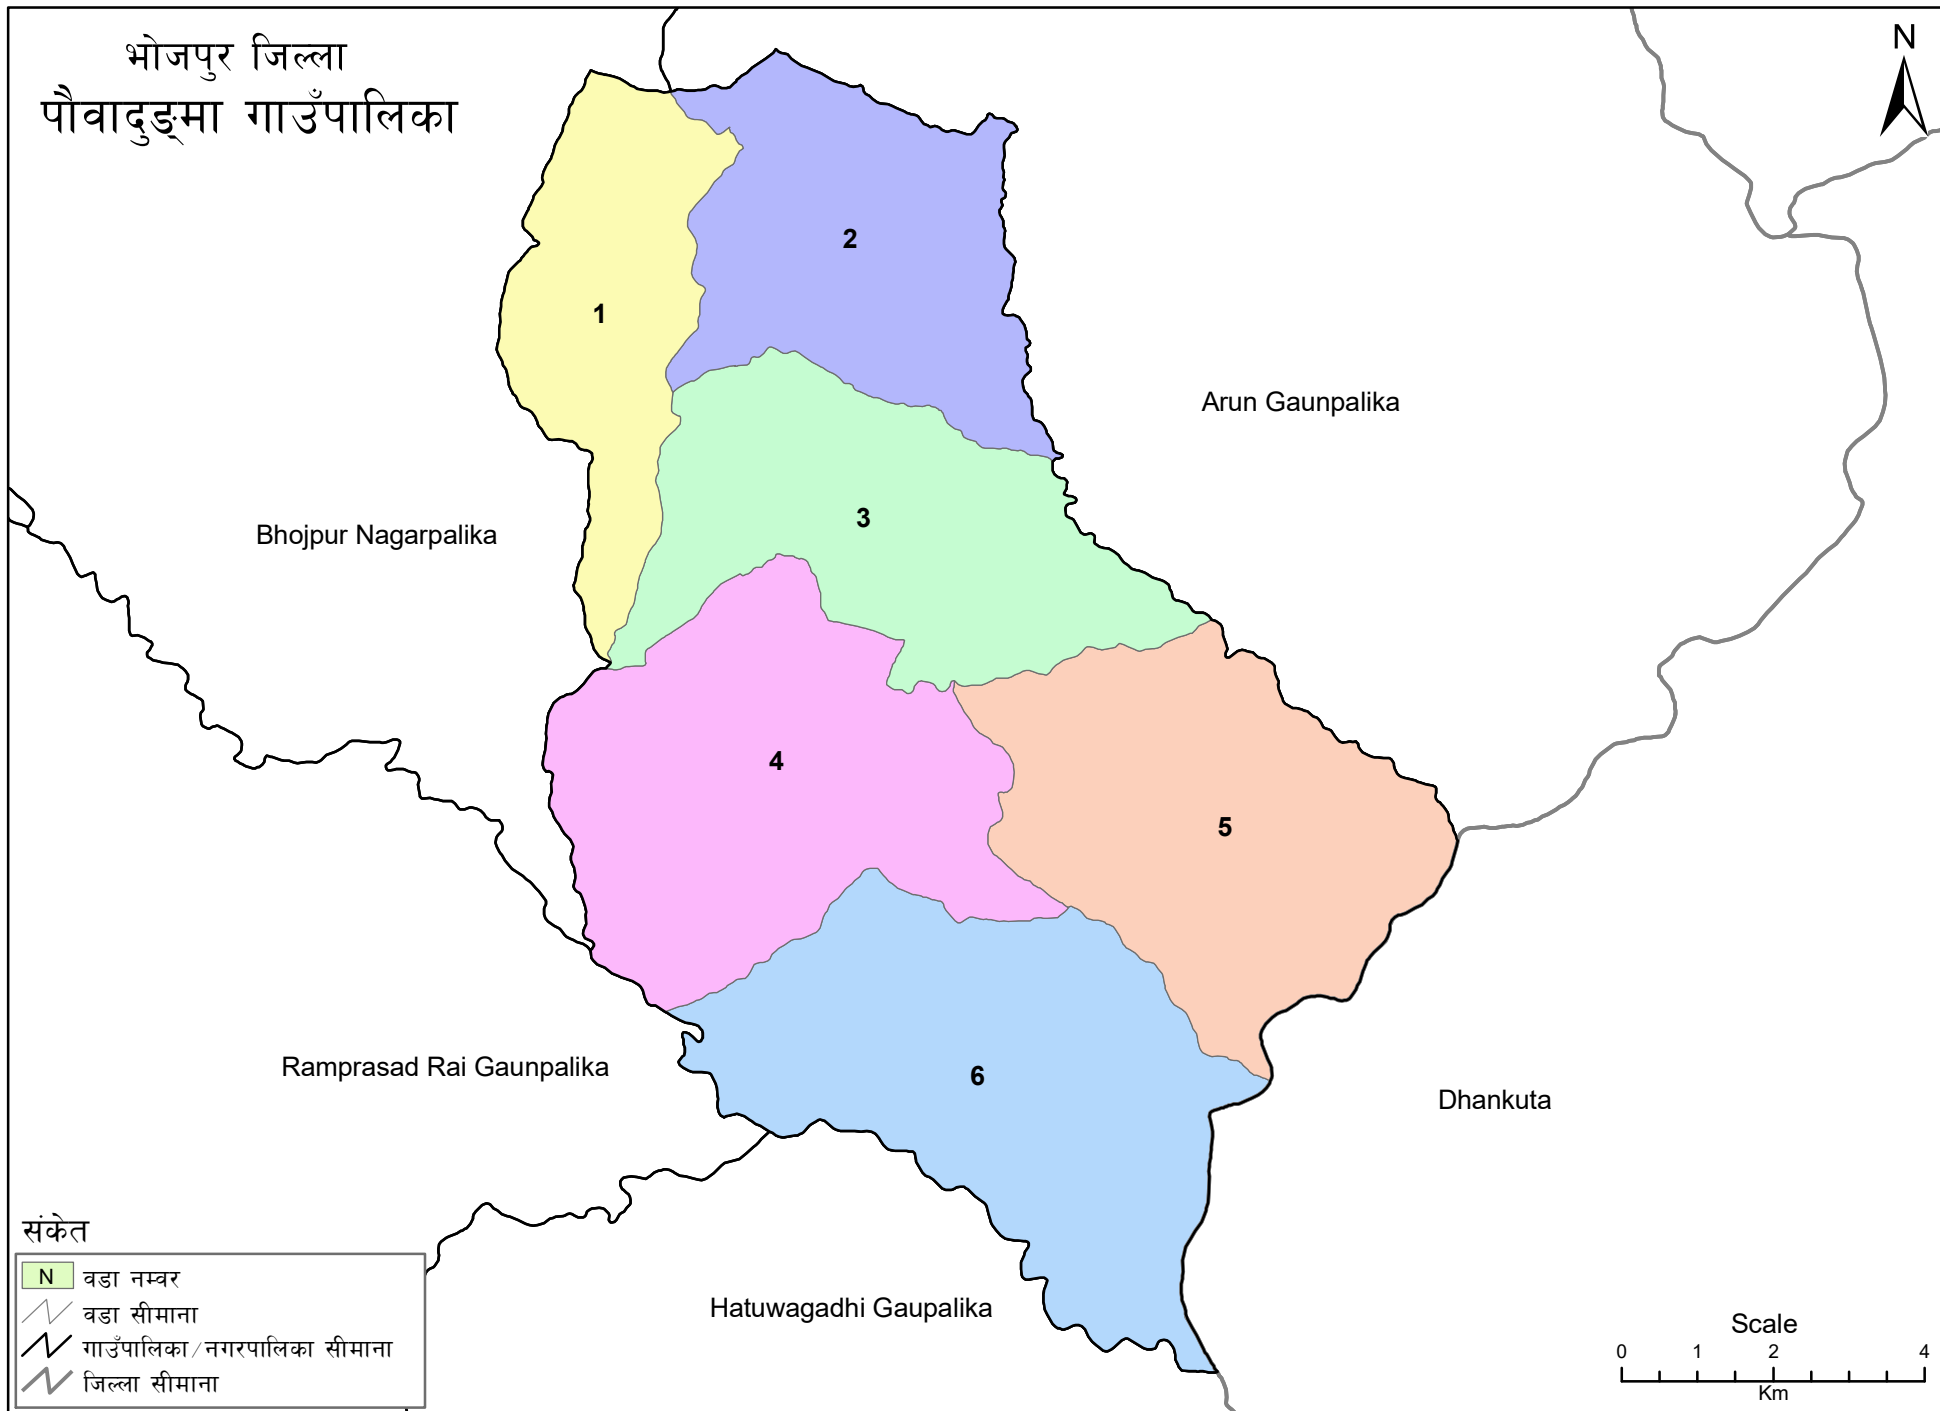 भोजपुर जिल्ला
पौवादुङ्मा गाउँपालिका
N
2
1
Arun Gaunpalika
3
Bhojpur Nagarpalika
4
5
Ramprasad Rai Gaunpalika
6
Dhankuta
Hatuwagadhi Gaupalika
संकेत
N वडा नम्वर
वडा सीमाना
गाउँपालिका/नगरपालिका सीमाना
जिल्ला सीमाना
Scale
0 1 2 4
Km